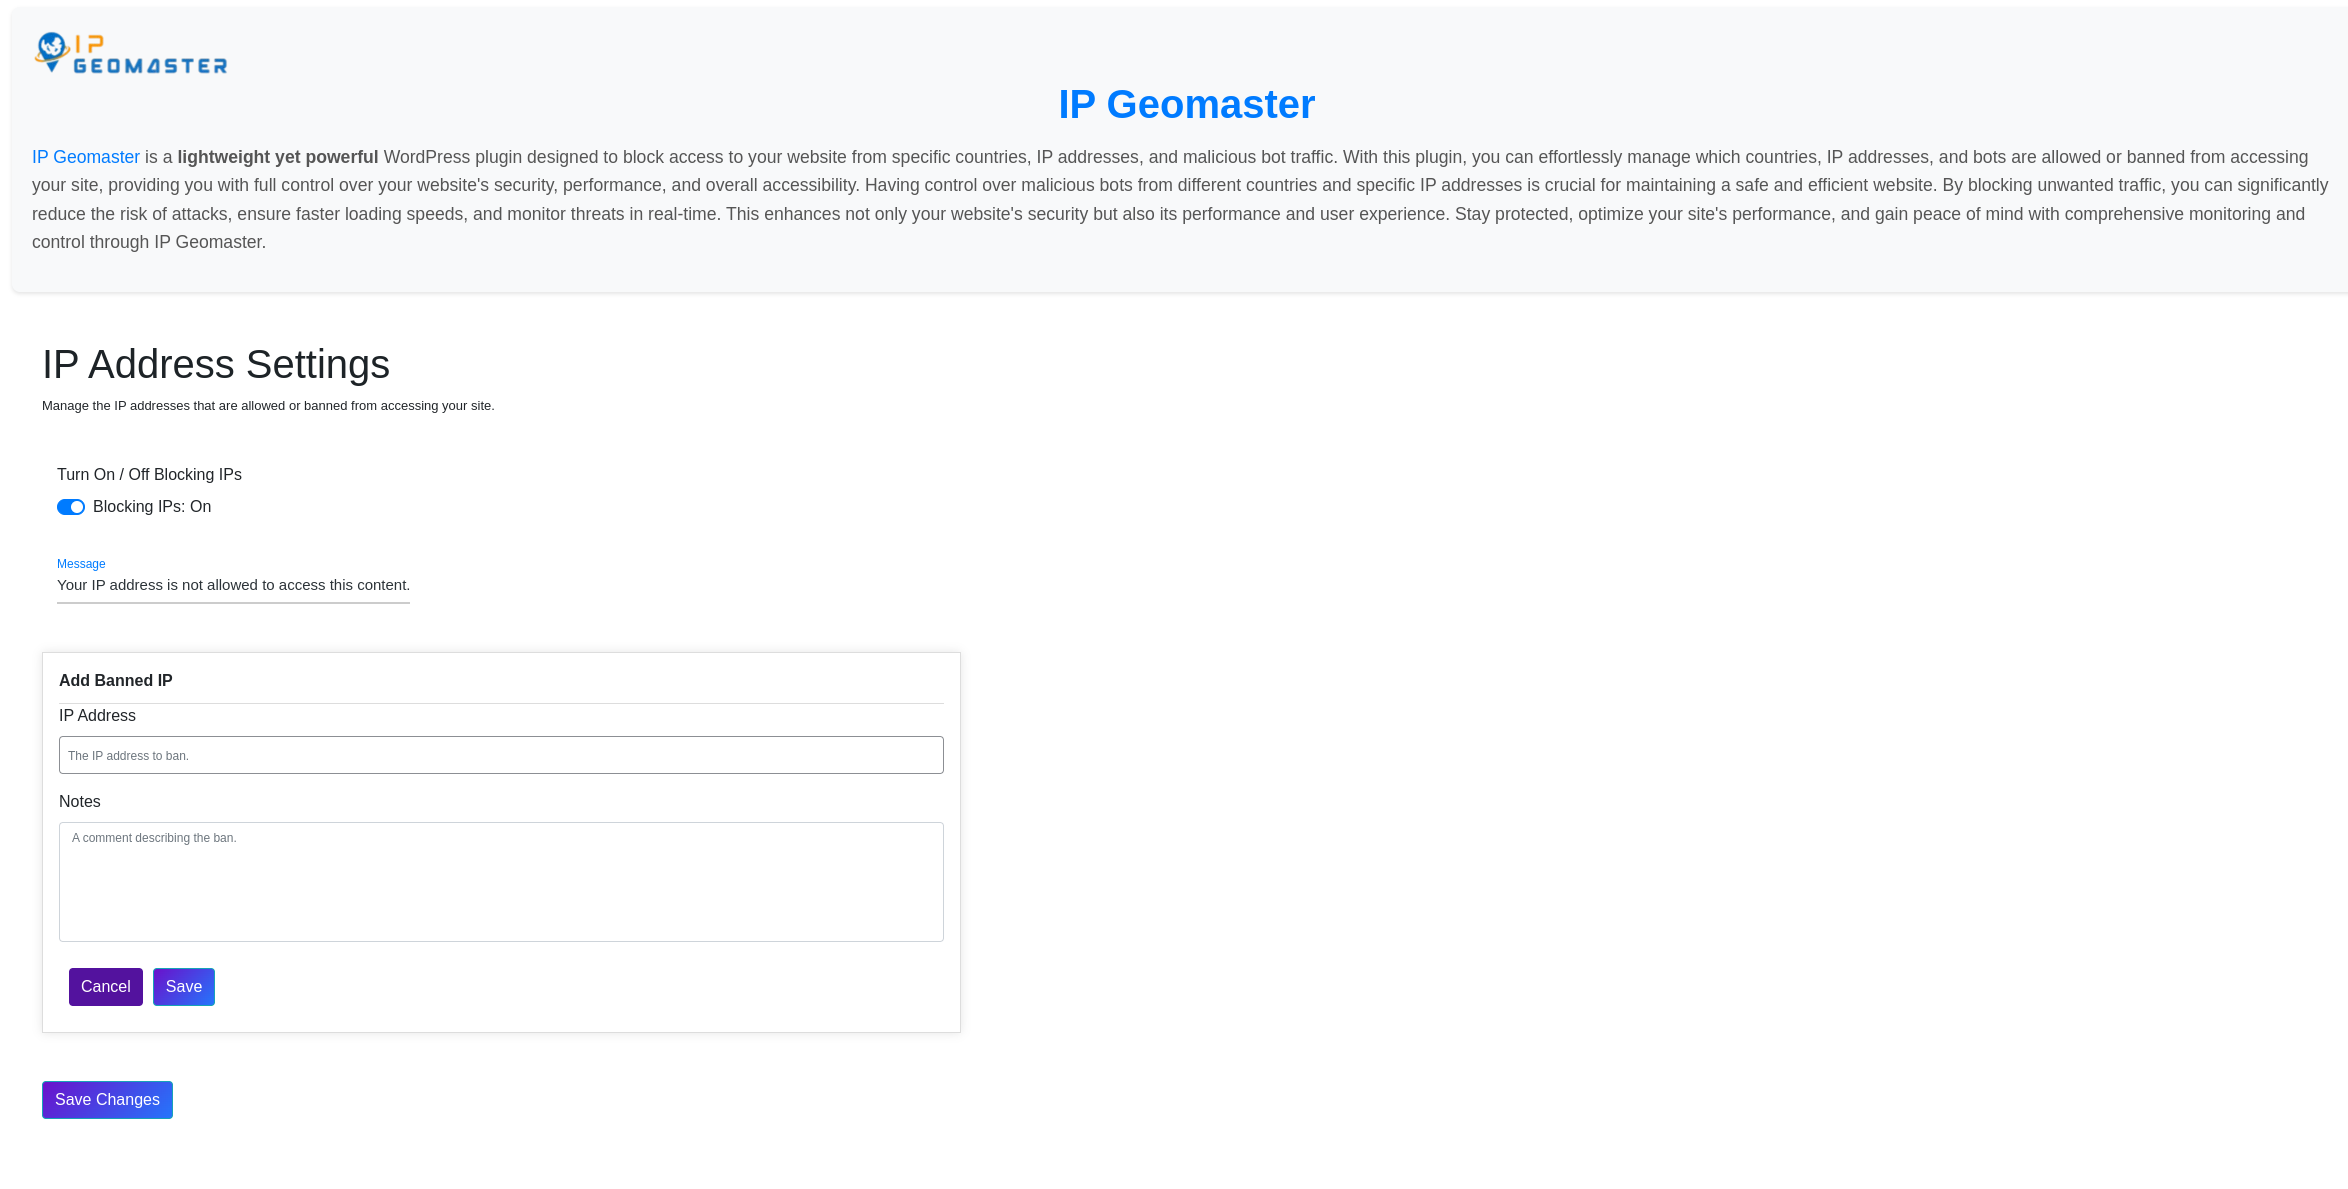 IP
GEOMASTER
IP Geomaster
IP Geomaster is a lightweight yet powerful WordPress plugin designed to block access to your website from specific countries, IP addresses, and malicious bot traffic. With this plugin, you can effortlessly manage which countries, IP addresses, and bots are allowed or banned from accessing
your site, providing you with full control over your website's security, performance, and overall accessibility. Having control over malicious bots from different countries and specific IP addresses is crucial for maintaining a safe and efficient website. By blocking unwanted traffic, you can significantly
reduce the risk of attacks, ensure faster loading speeds, and monitor threats in real-time. This enhances not only your website's security but also its performance and user experience. Stay protected, optimize your site's performance, and gain peace of mind with comprehensive monitoring and
control through IP Geomaster.
IP Address Settings
Manage the IP addresses that are allowed or banned from accessing your site.
Turn On / Off Blocking IPs
Blocking IPs: On
Message
Your IP address is not allowed to access this content.
Add Banned IP
IP Address
The IP address to ban.
Notes
A comment describing the ban.
Cancel Save
Save Changes